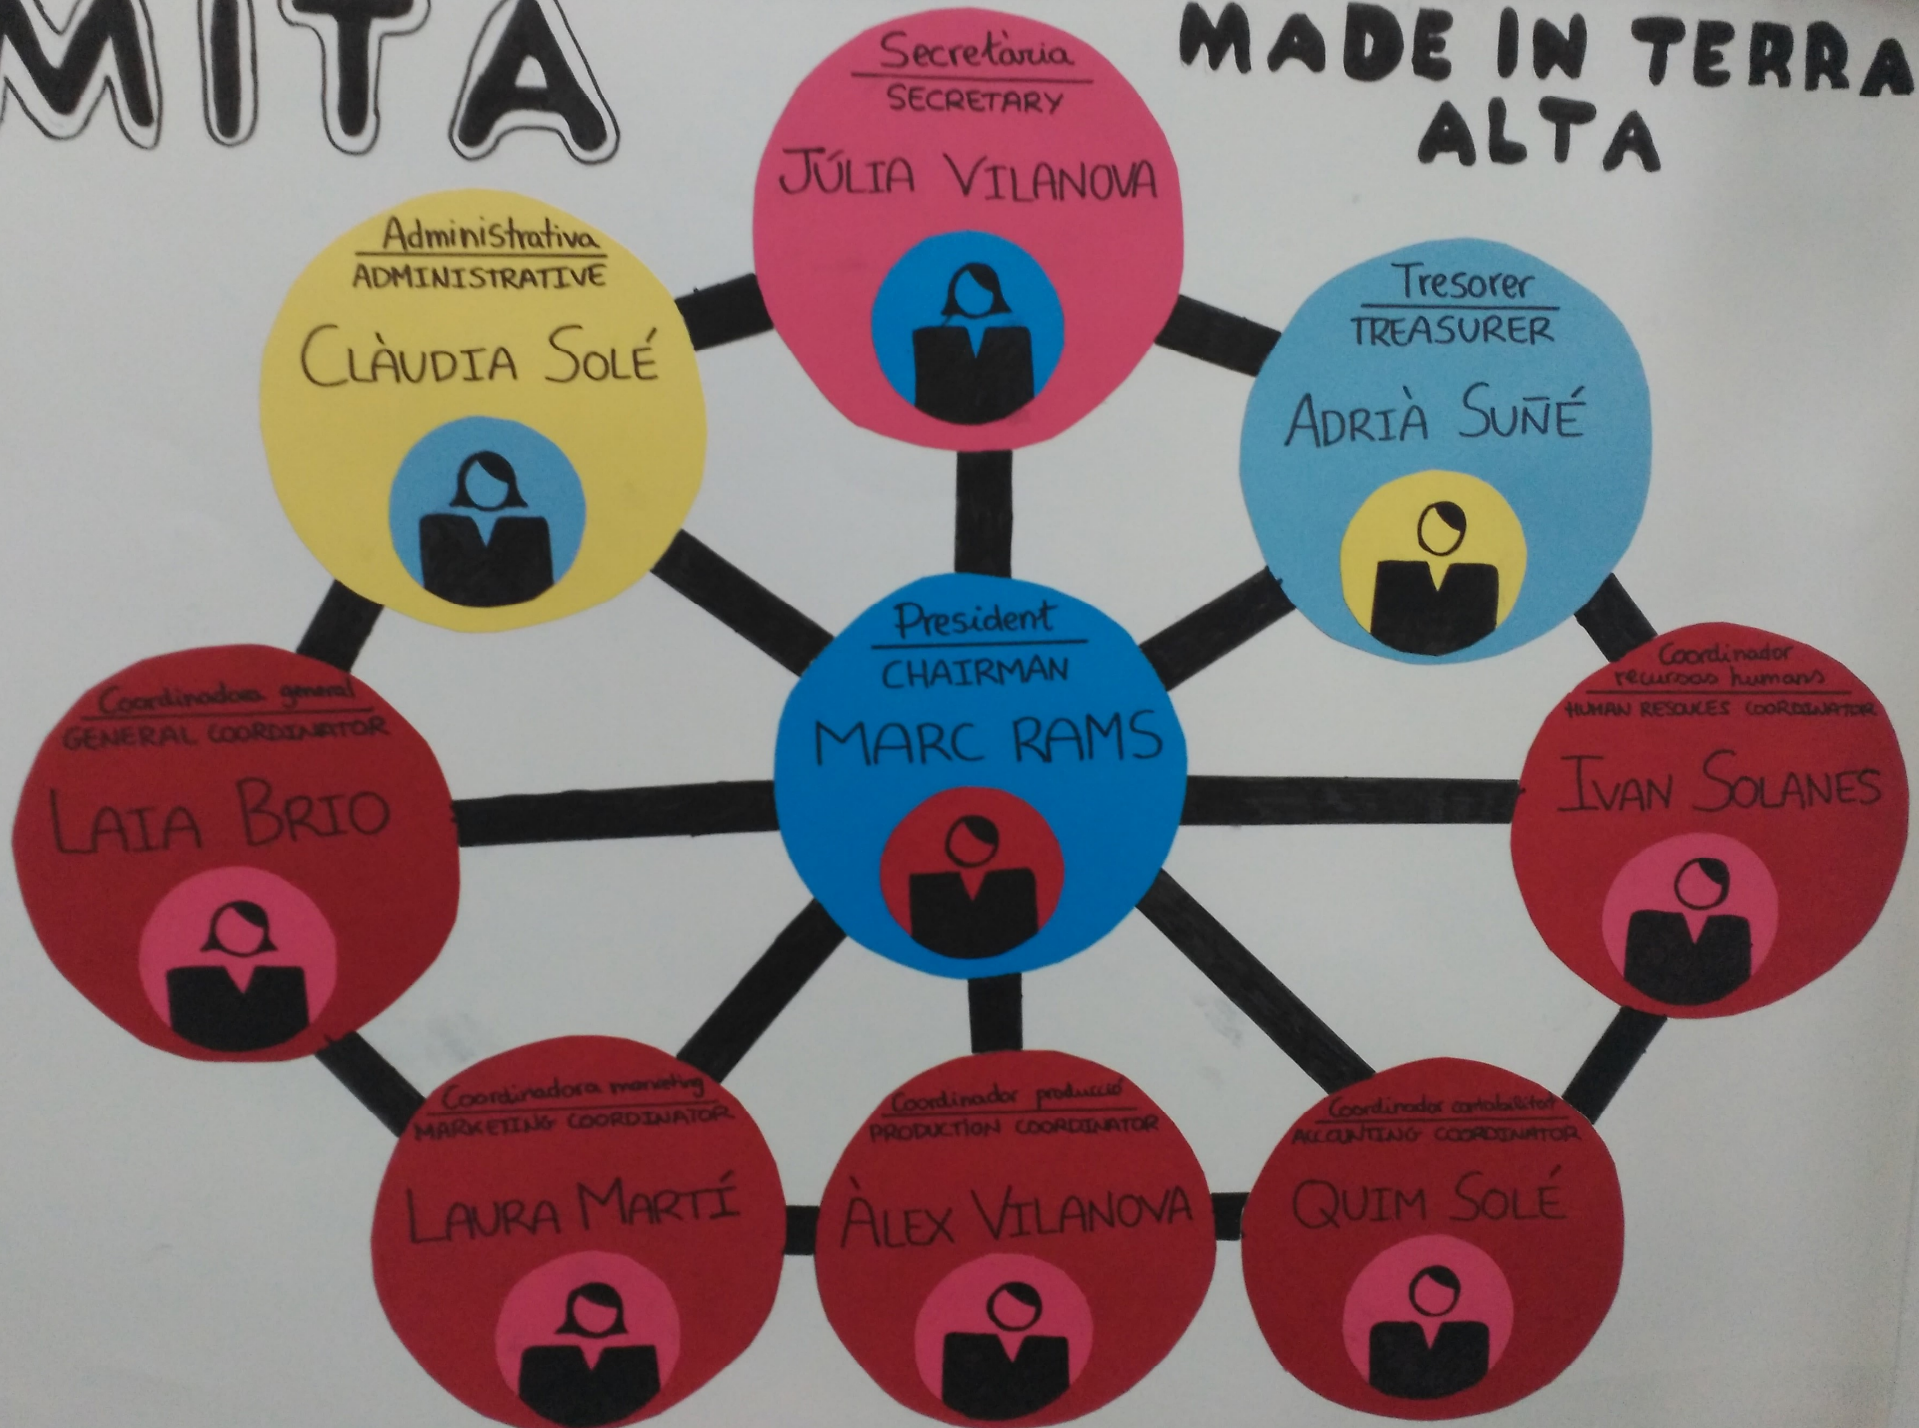 MITA
MADE IN TERRA
ALTA
Secretària
SECRETARY
JÚLIA VILANOVA
Administrativa
ADMINISTRATIVE
CLÀUDIA SOLÉ
Tresorer
TREASURER
ADRIÀ SUÑÉ
President
CHAIRMAN
MARC RAMS
Coordinadora general
GENERAL COORDINATOR
LAIA BRIO
Coordinador
recursos humans
HUMAN RESOUCES COORDINATOR
IVAN SOLANES
Coordinadora marketing
MARKETING COORDINATOR
LAURA MARTÍ
Coordinador producció
PRODUCTION COORDINATOR
ÀLEX VILANOVA
Coordinador contabilitat
ACCOUNTING COORDINATOR
QUIM SOLÉ